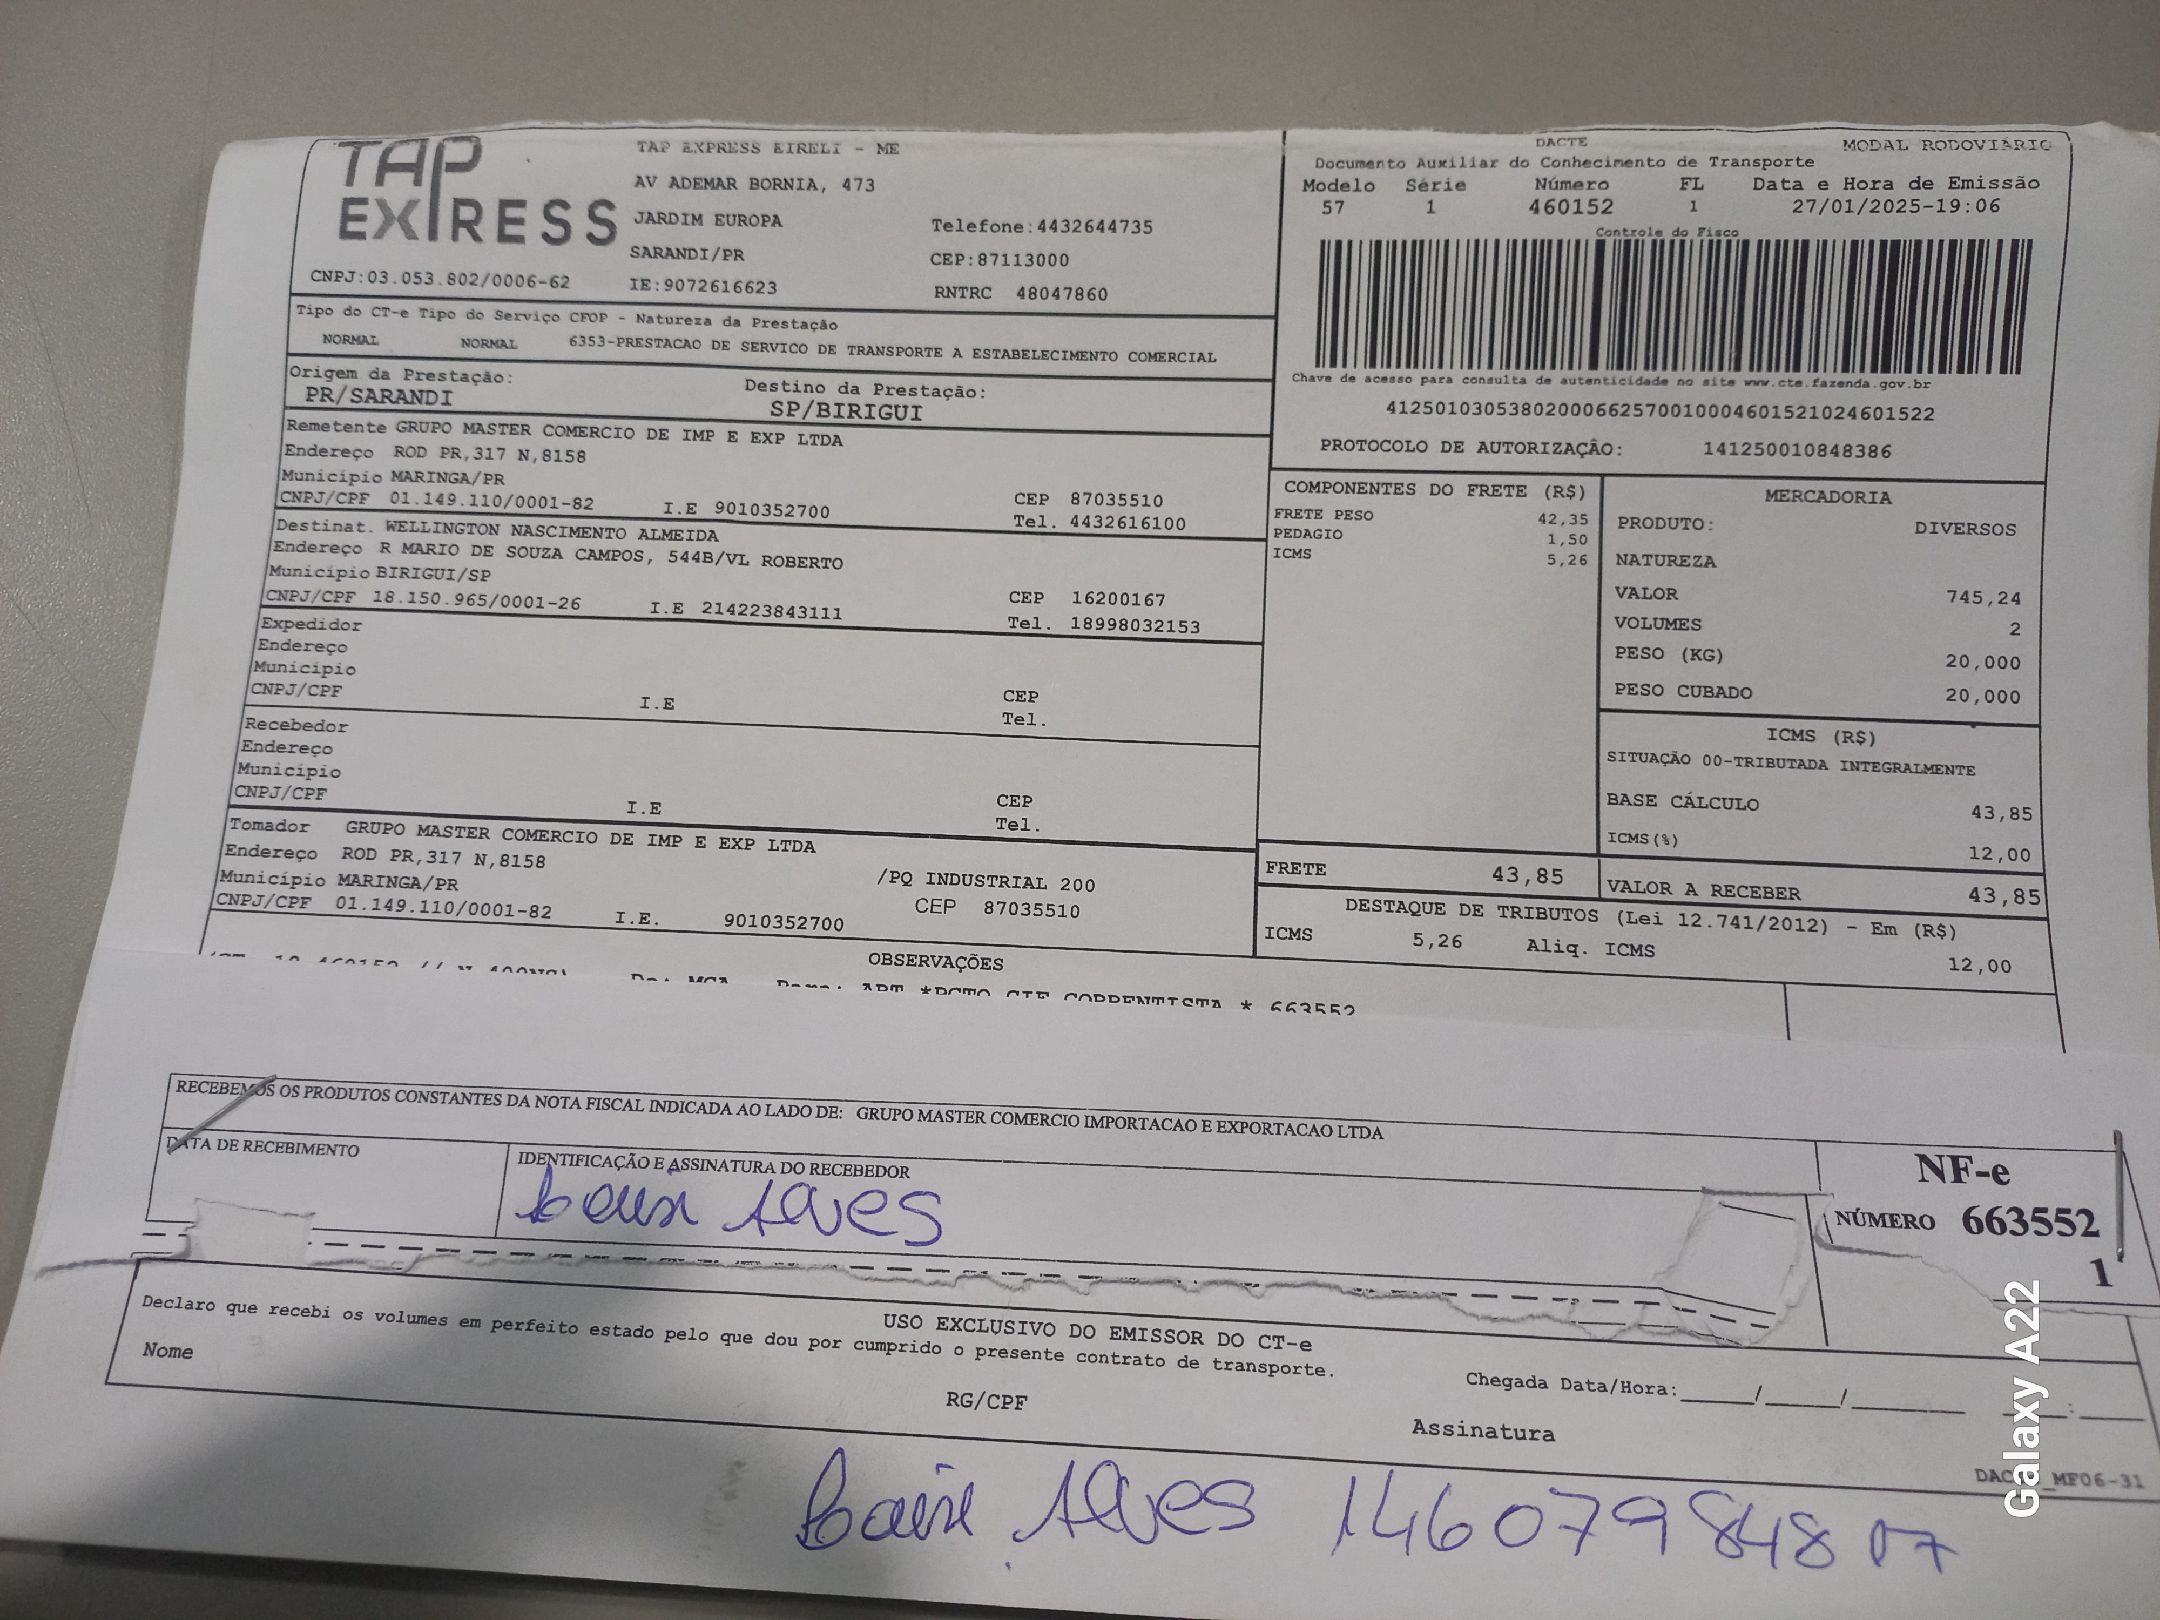 TAP EXPRESS
TAP EXPRESS EIRELI - ME
AV ADEMAR BORNIA, 473
JARDIM EUROPA
Telefone:4432644735
SARANDI/PR
CEP:87113000
CNPJ:03.053.802/0006-62 IE:9072616623
RNTRC 48047860
DACTE
MODAL RODOVIÁRIO
Documento Auxiliar do Conhecimento de Transporte
Modelo Série Número FL Data e Hora de Emissão
57 1 460152 1 27/01/2025-19:06
Controle do Fisco
Chave de acesso para consulta de autenticidade no site www.cte.fazenda.gov.br
41250103053802000662570010004601521024601522
PROTOCOLO DE AUTORIZAÇÂO: 141250010848386
Tipo do CT-e Tipo do Serviço CFOP - Natureza da Prestação
NORMAL NORMAL 6353-PRESTACAO DE SERVICO DE TRANSPORTE A ESTABELECIMENTO COMERCIAL
Origem da Prestação: Destino da Prestação:
PR/SARANDI SP/BIRIGUI
Remetente GRUPO MASTER COMERCIO DE IMP E EXP LTDA
Endereço ROD PR,317 N,8158
Município MARINGA/PR CEP 87035510
CNPJ/CPF 01.149.110/0001-82 I.E 9010352700 Tel. 4432616100
Destinat. WELLINGTON NASCIMENTO ALMEIDA
Endereço R MARIO DE SOUZA CAMPOS, 544B/VL ROBERTO
Município BIRIGUI/SP CEP 16200167
CNPJ/CPF 18.150.965/0001-26 I.E 214223843111 Tel. 18998032153
Expedidor
Endereço
Município CEP
CNPJ/CPF I.E Tel.
Recebedor
Endereço
Município CEP
CNPJ/CPF I.E Tel.
Tomador GRUPO MASTER COMERCIO DE IMP E EXP LTDA
Endereço ROD PR,317 N,8158 /PQ INDUSTRIAL 200
Município MARINGA/PR CEP 87035510
CNPJ/CPF 01.149.110/0001-82 I.E. 9010352700
COMPONENTES DO FRETE (R$)
FRETE PESO 42,35
PEDAGIO 1,50
ICMS 5,26
MERCADORIA
PRODUTO: DIVERSOS
NATUREZA
VALOR 745,24
VOLUMES 2
PESO (KG) 20,000
PESO CUBADO 20,000
ICMS (R$)
SITUAÇÃO 00-TRIBUTADA INTEGRALMENTE
BASE CÁLCULO 43,85
ICMS(%) 12,00
FRETE 43,85 VALOR A RECEBER 43,85
DESTAQUE DE TRIBUTOS (Lei 12.741/2012) - Em (R$)
ICMS 5,26 Aliq. ICMS 12,00
OBSERVAÇÕES
MGA Para: ART *PGTO CIF CORRENTISTA * 663552
RECEBEMOS OS PRODUTOS CONSTANTES DA NOTA FISCAL INDICADA AO LADO DE: GRUPO MASTER COMERCIO IMPORTACAO E EXPORTACAO LTDA
DATA DE RECEBIMENTO IDENTIFICAÇÃO E ASSINATURA DO RECEBEDOR
Alves
NF-e
NÚMERO 663552
1
USO EXCLUSIVO DO EMISSOR DO CT-e
Declaro que recebi os volumes em perfeito estado pelo que dou por cumprido o presente contrato de transporte.
Nome RG/CPF Chegada Data/Hora:_____/_____/_______ ____:____
Assinatura
MF06-31
Alves 14607984807
Galaxy A22